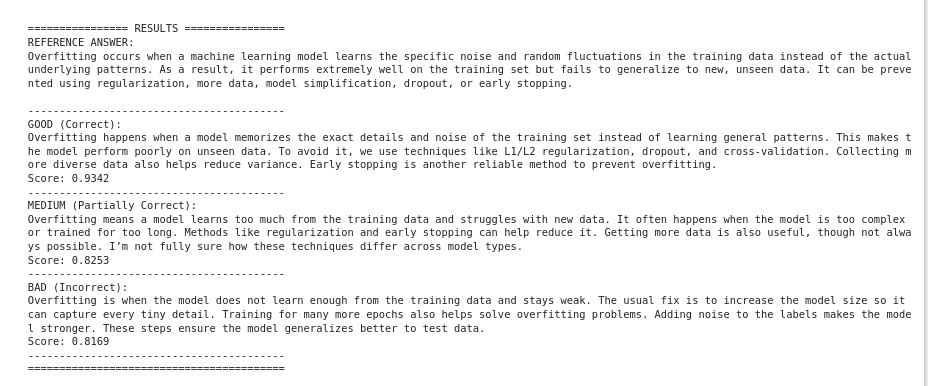 ================ RESULTS ================
REFERENCE ANSWER:
Overfitting occurs when a machine learning model learns the specific noise and random fluctuations in the training data instead of the actual
underlying patterns. As a result, it performs extremely well on the training set but fails to generalize to new, unseen data. It can be preve
nted using regularization, more data, model simplification, dropout, or early stopping.
-----------------------------------------
GOOD (Correct):
Overfitting happens when a model memorizes the exact details and noise of the training set instead of learning general patterns. This makes t
he model perform poorly on unseen data. To avoid it, we use techniques like L1/L2 regularization, dropout, and cross-validation. Collecting m
ore diverse data also helps reduce variance. Early stopping is another reliable method to prevent overfitting.
Score: 0.9342
-----------------------------------------
MEDIUM (Partially Correct):
Overfitting means a model learns too much from the training data and struggles with new data. It often happens when the model is too complex
or trained for too long. Methods like regularization and early stopping can help reduce it. Getting more data is also useful, though not alwa
ys possible. I’m not fully sure how these techniques differ across model types.
Score: 0.8253
-----------------------------------------
BAD (Incorrect):
Overfitting is when the model does not learn enough from the training data and stays weak. The usual fix is to increase the model size so it
can capture every tiny detail. Training for many more epochs also helps solve overfitting problems. Adding noise to the labels makes the mode
l stronger. These steps ensure the model generalizes better to test data.
Score: 0.8169
-----------------------------------------
=========================================